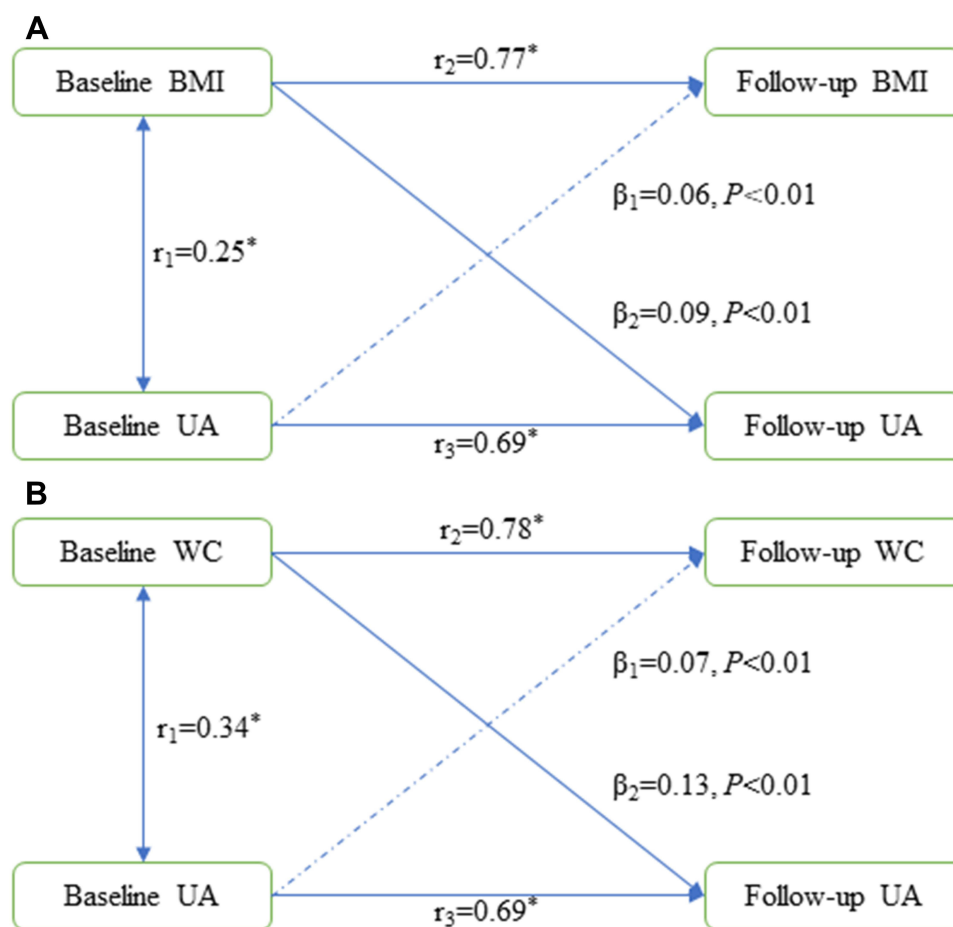 A
Baseline BMI
r₂=0.77*
Follow-up BMI
β₁=0.06, P<0.01
r₁=0.25*
β₂=0.09, P<0.01
Baseline UA
r₃=0.69*
Follow-up UA
B
Baseline WC
r₂=0.78*
Follow-up WC
β₁=0.07, P<0.01
r₁=0.34*
β₂=0.13, P<0.01
Baseline UA
r₃=0.69*
Follow-up UA